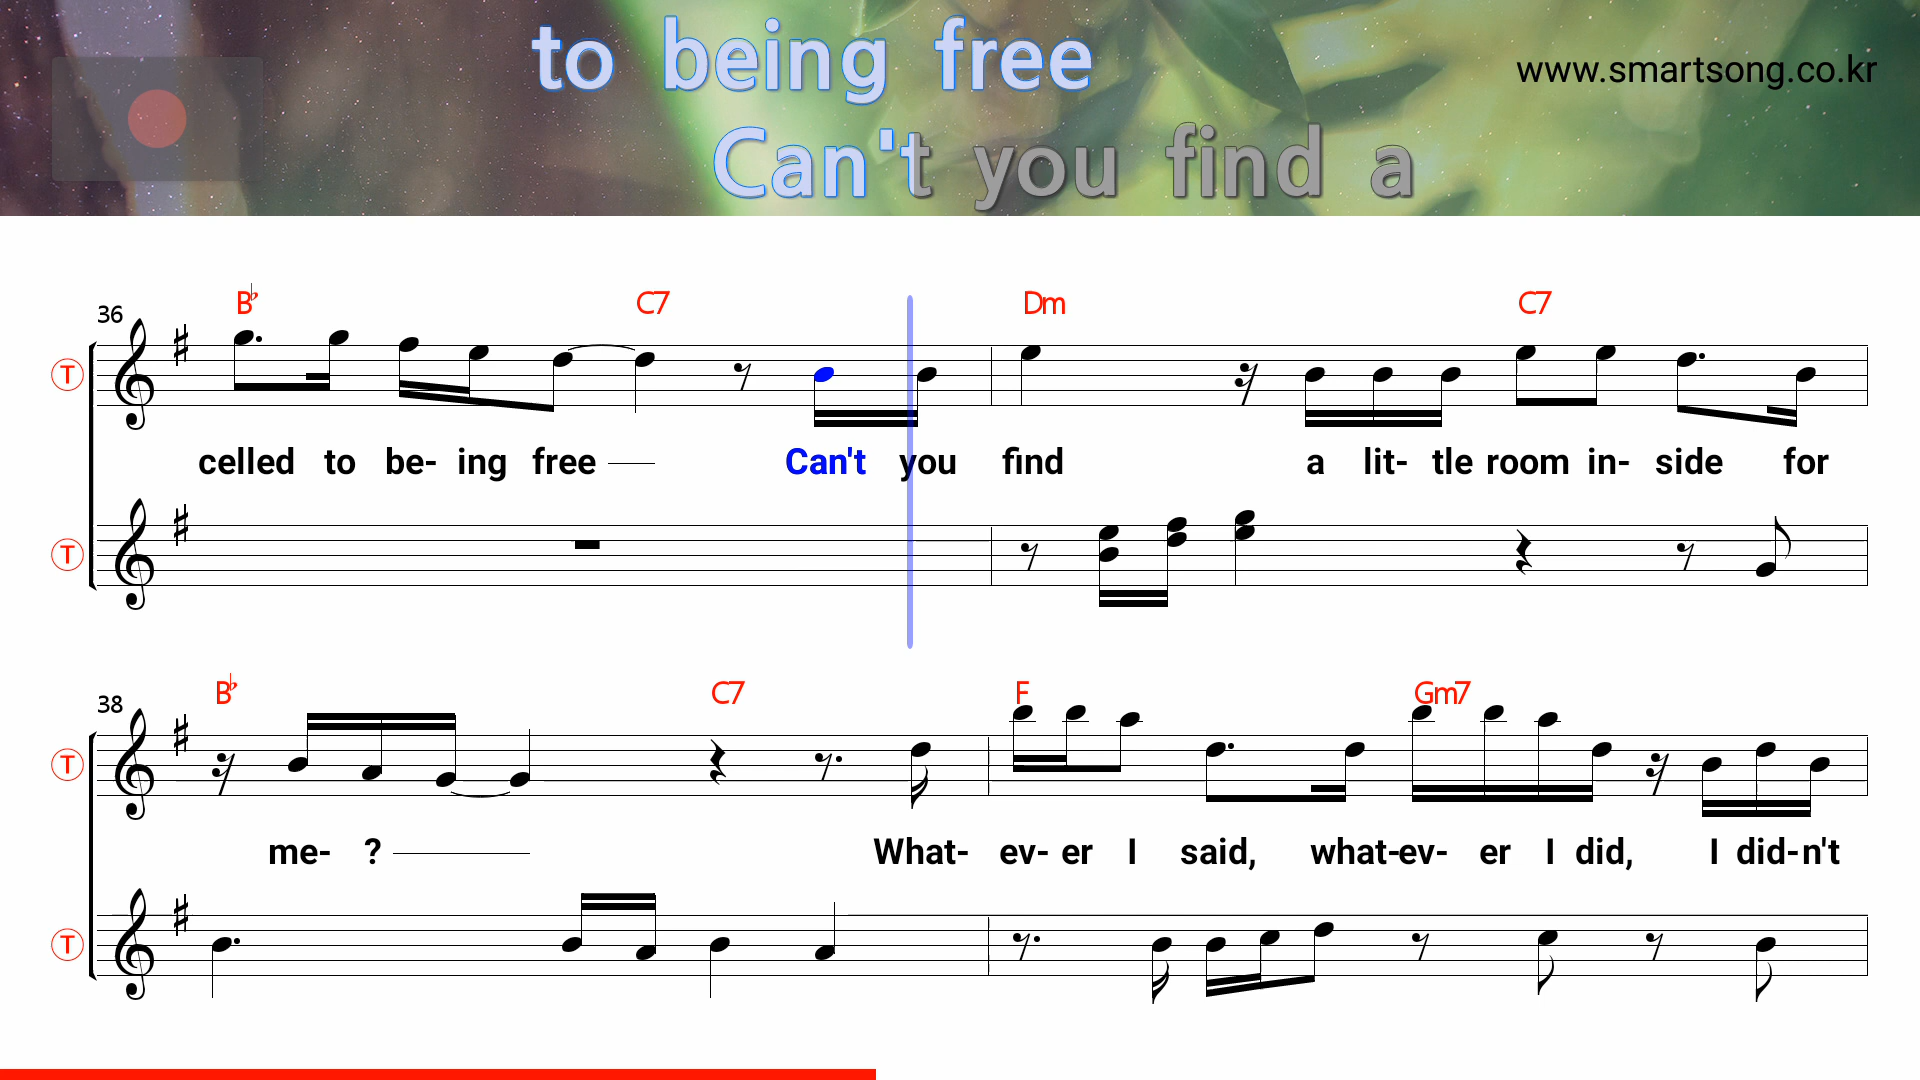 to being free
www.smartsong.co.kr
Can't you find a
B♭ C7 Dm C7
36
T
celled to be- ing free Can't you find a lit- tle room in- side for
T
B♭ C7 F Gm7
38
T
me- ? What- ev- er I said, what-ev- er I did, I did-n't
T